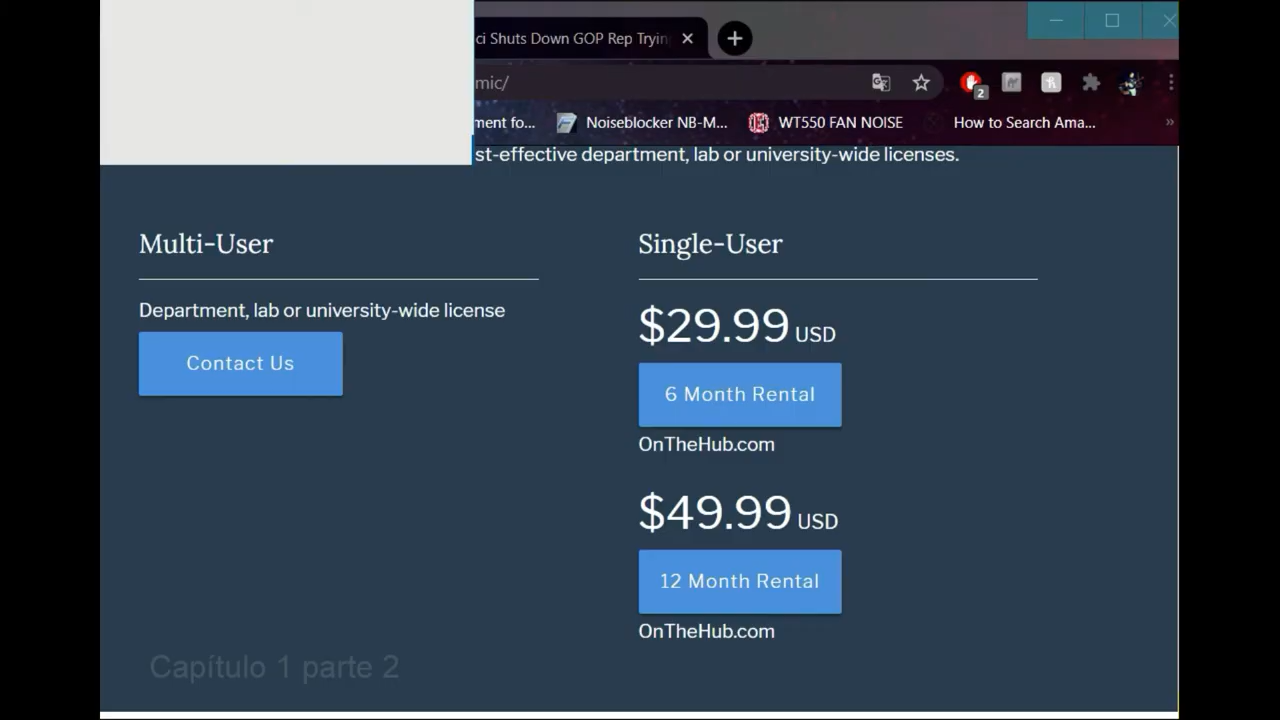 ci Shuts Down GOP Rep Tryin
mic/
2
ment fo...
Noiseblocker NB-M...
WT550 FAN NOISE
How to Search Ama...
»
st-effective department, lab or university-wide licenses.
Multi-User
Department, lab or university-wide license
Contact Us
Single-User
$29.99 USD
6 Month Rental
OnTheHub.com
$49.99 USD
12 Month Rental
OnTheHub.com
Capítulo 1 parte 2